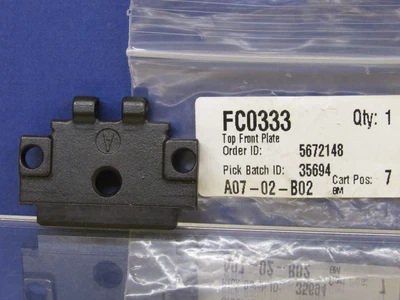 A
FC0333 Qty: 1
Top Front Plate
Order ID: 5672148
Pick Batch ID: 35694
A07-02-B02 Cart Pos: 7
BM